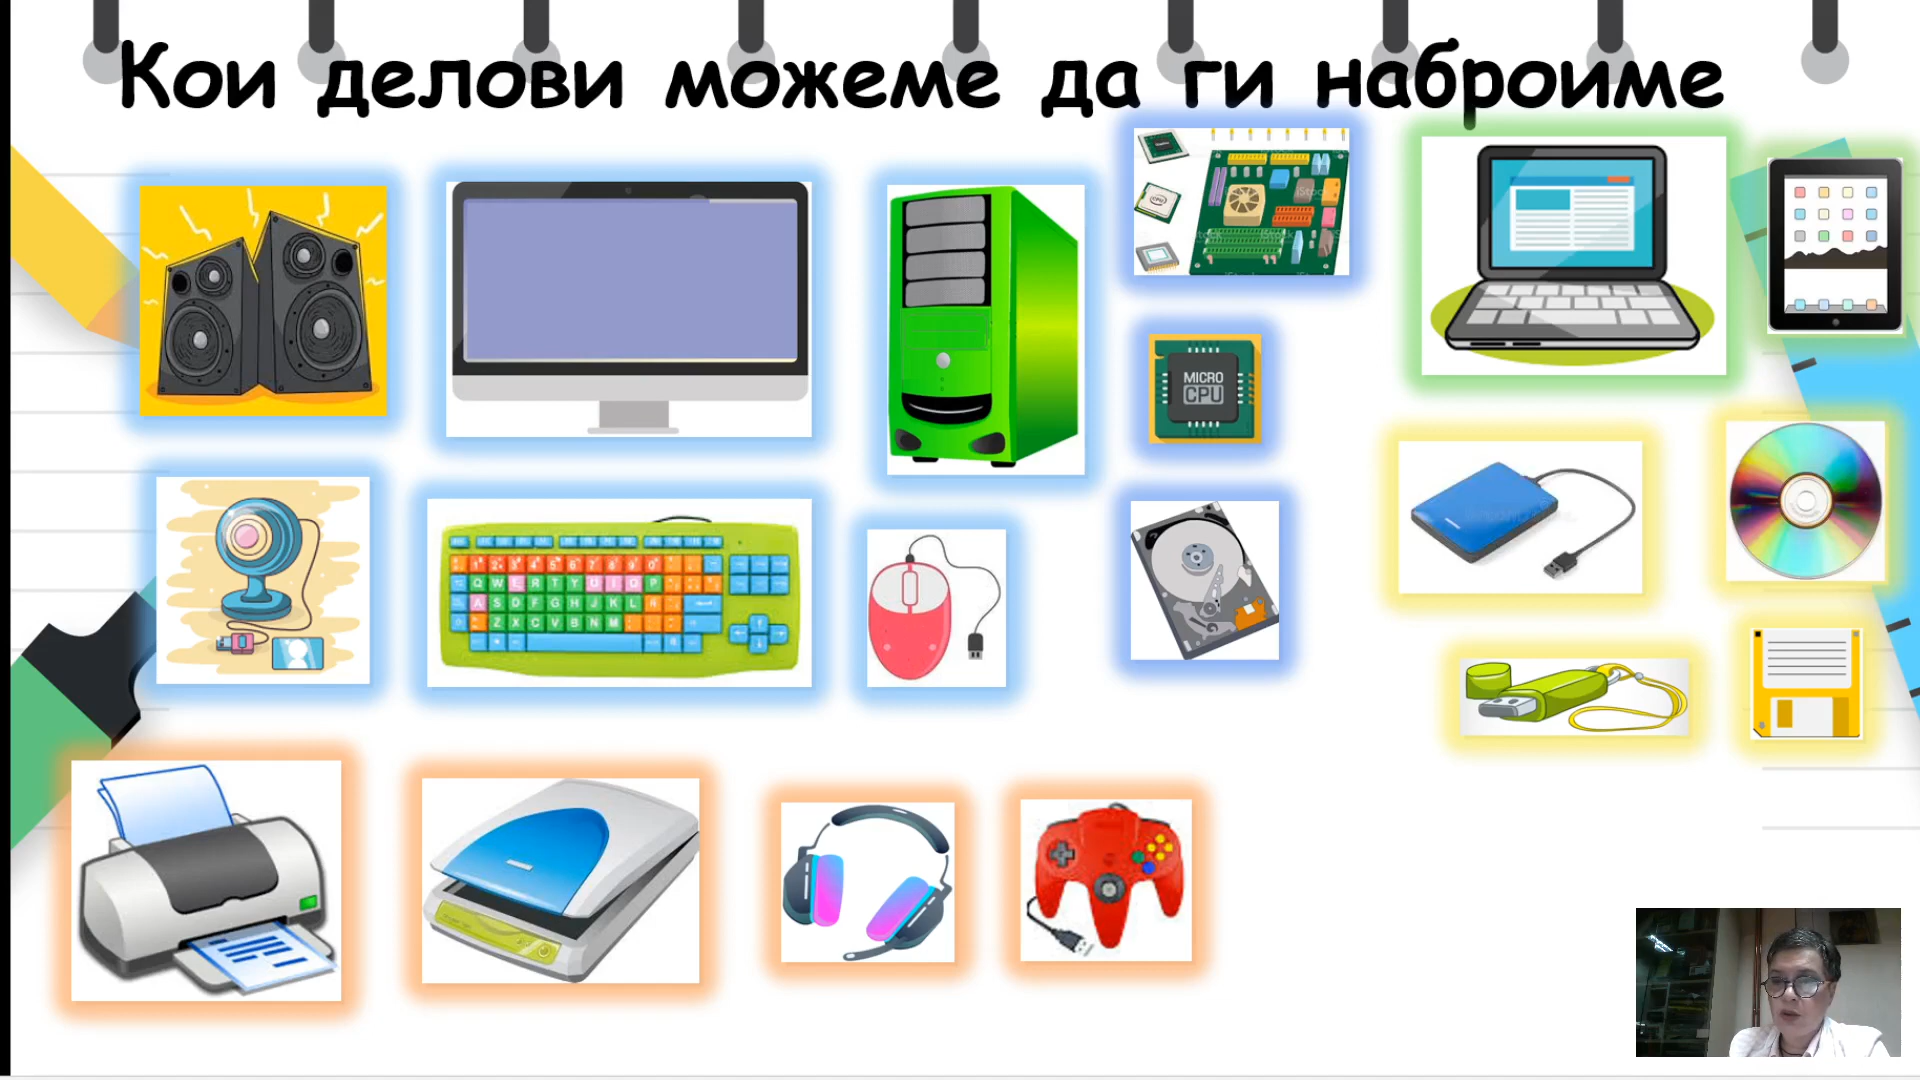 Кои делови можеме да ги наброиме
MICRO
CPU
Q W E R T Y U I O P
A S D F G H J K L
Z X C V B N M